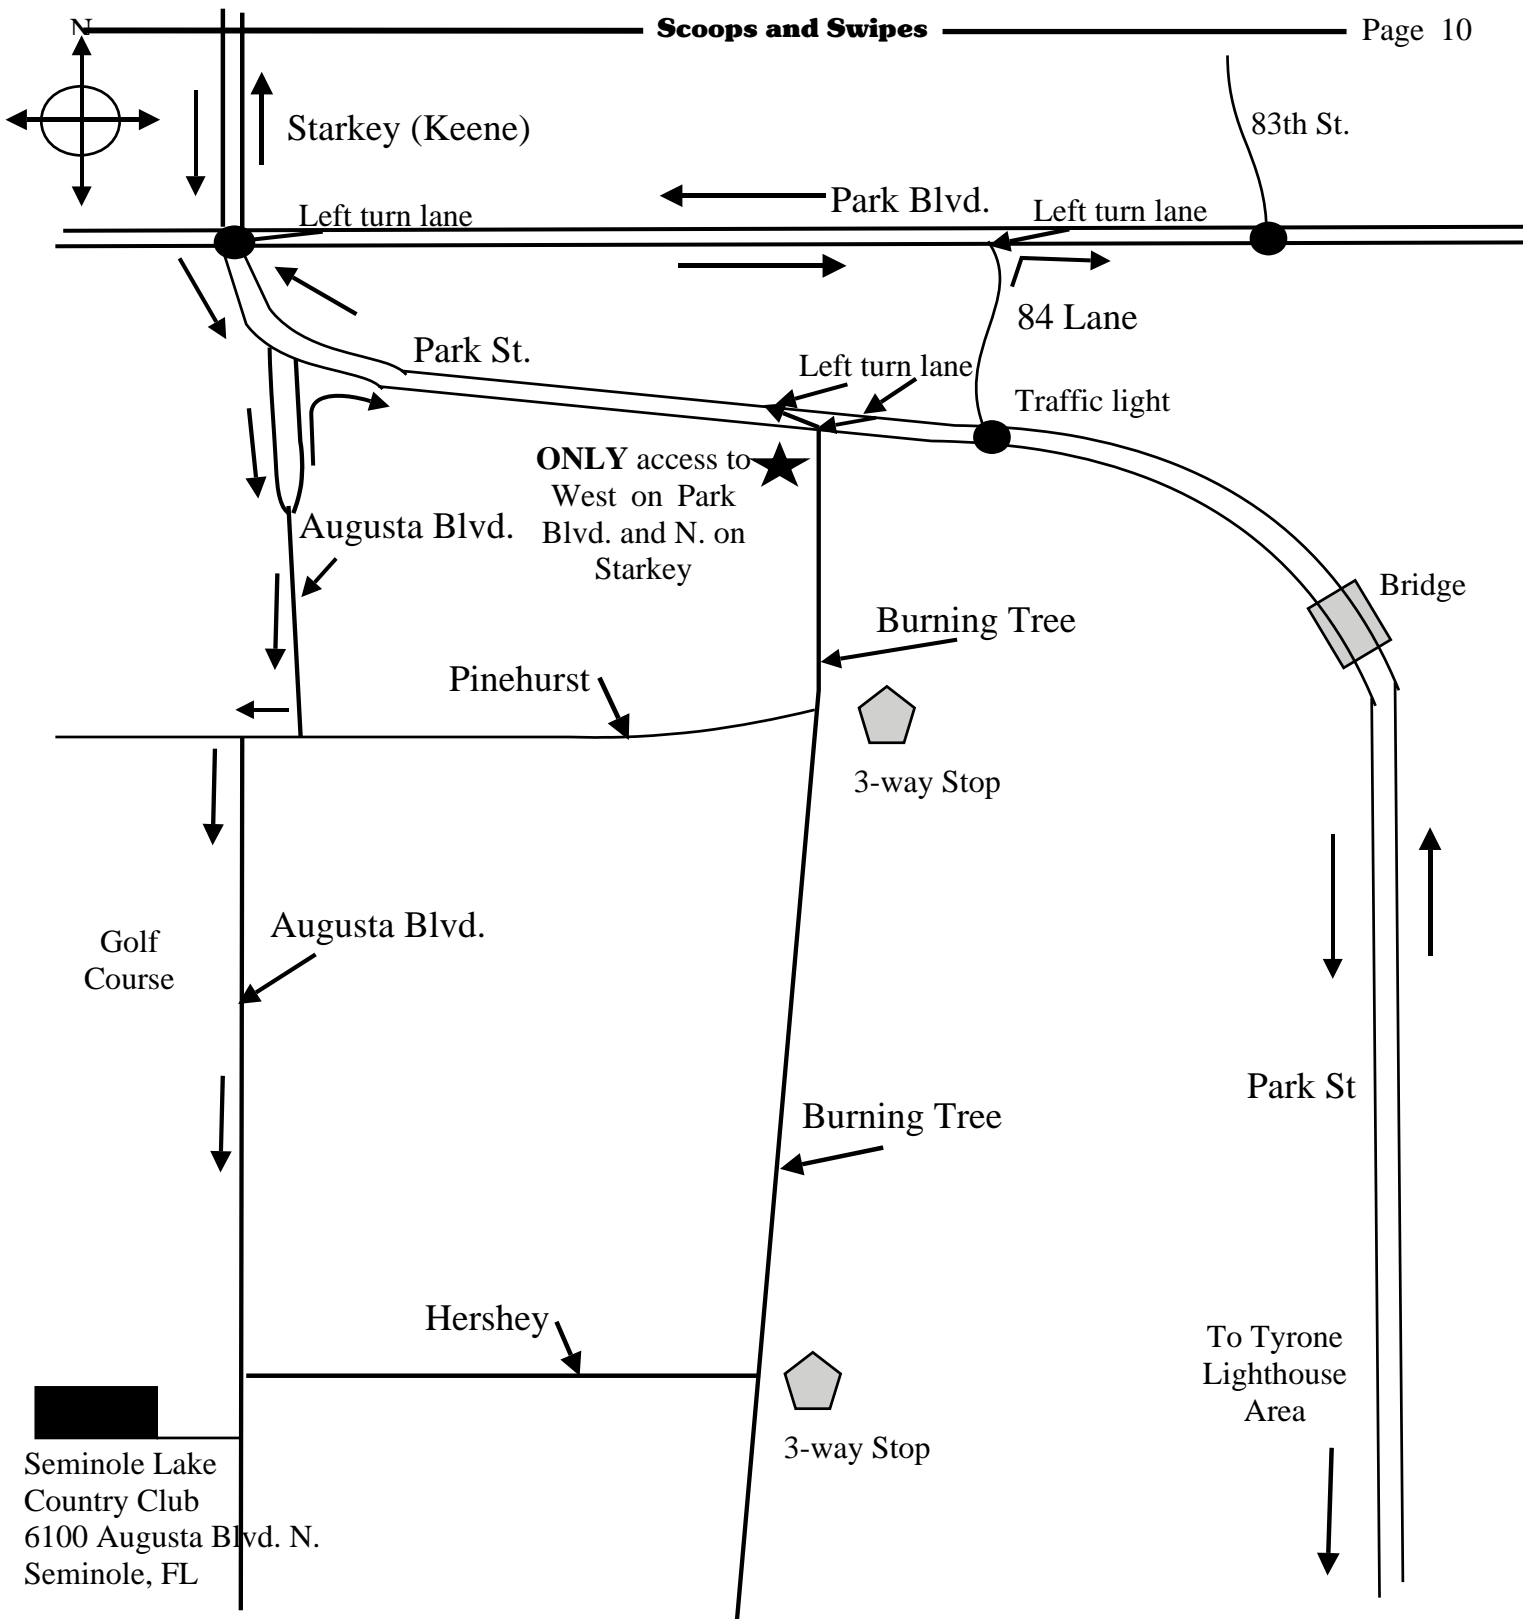 N
Scoops and Swipes
Page 10
Starkey (Keene)
83th St.
Park Blvd.
Left turn lane
Left turn lane
84 Lane
Park St.
Left turn lane
Traffic light
ONLY access to
West on Park
Blvd. and N. on
Starkey
Augusta Blvd.
Bridge
Burning Tree
Pinehurst
3-way Stop
Golf
Course
Augusta Blvd.
Park St
Burning Tree
Hershey
To Tyrone
Lighthouse
Area
3-way Stop
Seminole Lake
Country Club
6100 Augusta Blvd. N.
Seminole, FL